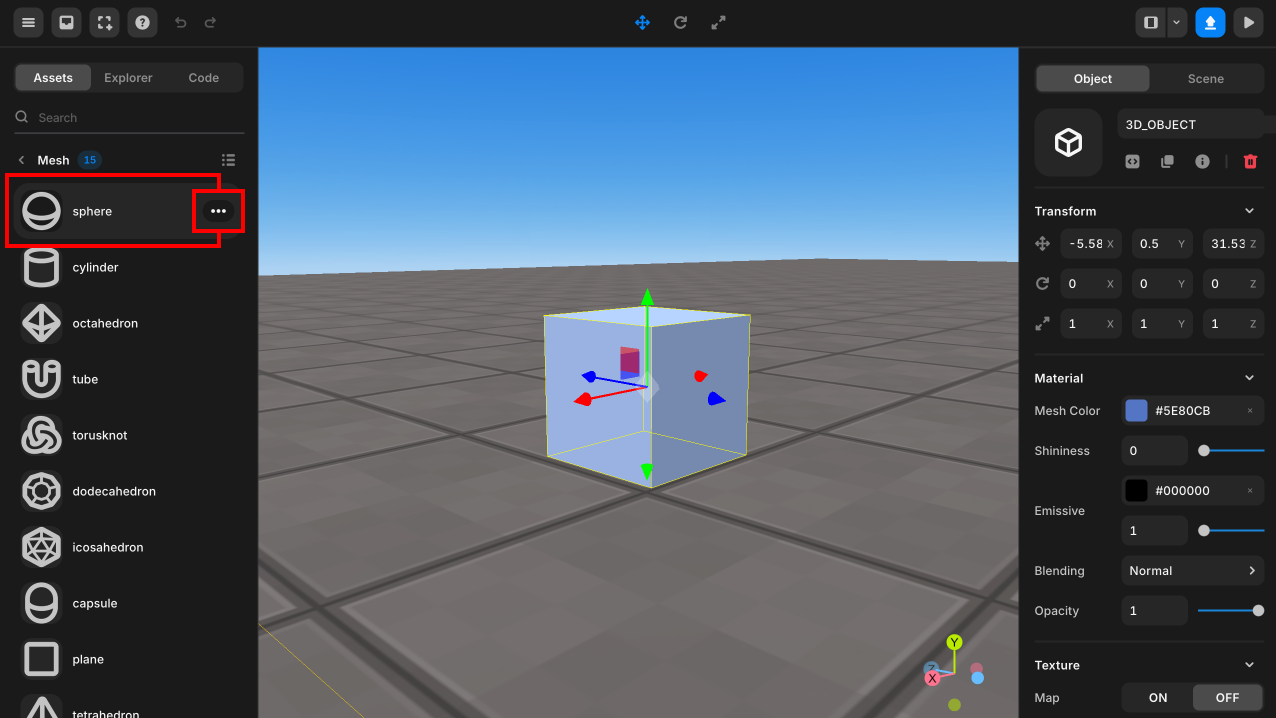 Assets Explorer Code
Search
Mesh 15
sphere
cylinder
octahedron
tube
torusknot
dodecahedron
icosahedron
capsule
plane
tetrahedron
Y
Z
X
Object Scene
3D_OBJECT
Transform
-5.58 X 0.5 Y 31.53 Z
0 X 0 Y 0 Z
1 X 1 Y 1 Z
Material
Mesh Color #5E80CB ×
Shininess 0
#000000 ×
Emissive
1
Blending Normal
Opacity 1
Texture
Map ON OFF